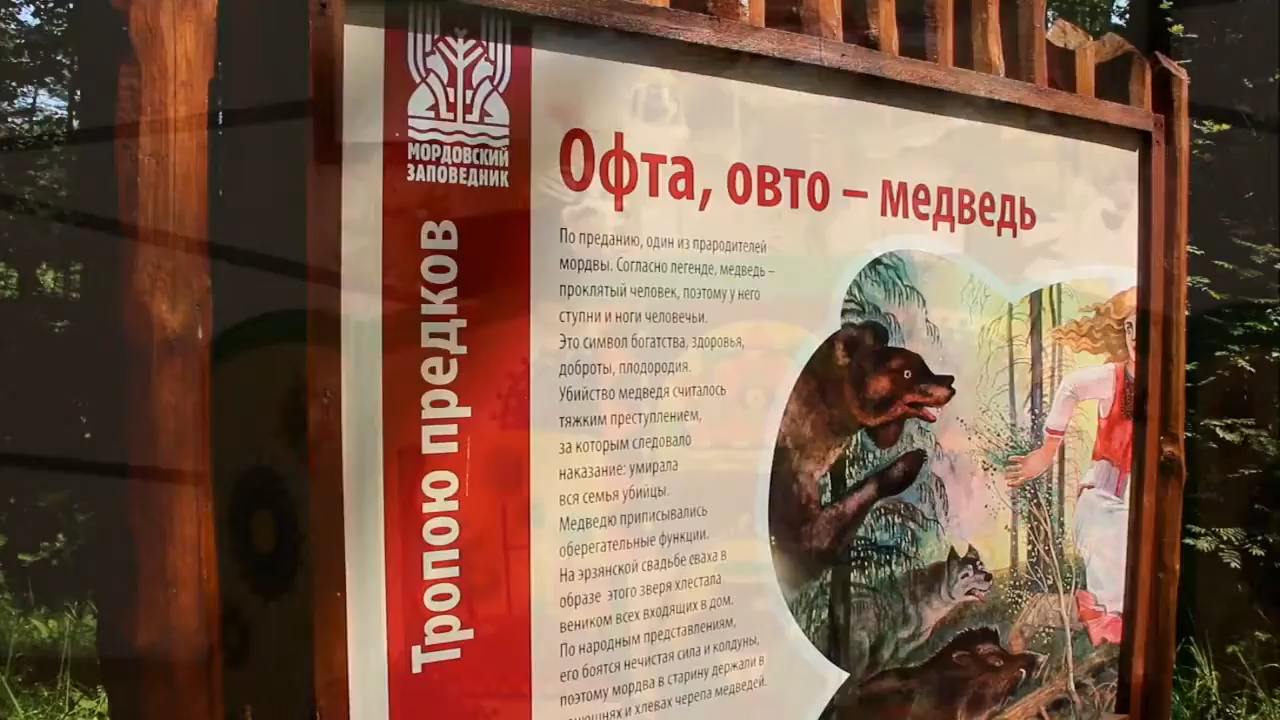 МОРДОВСКИЙ
ЗАПОВЕДНИК
Тропою предков
Офта, овто – медведь
По преданию, один из прародителей
мордвы. Согласно легенде, медведь –
проклятый человек, поэтому у него
ступни и ноги человечьи.
Это символ богатства, здоровья,
доброты, плодородия.
Убийство медведя считалось
тяжким преступлением,
за которым следовало
наказание: умирала
вся семья убийцы.
Медведю приписывались
оберегательные функции.
На эрзянской свадьбе сваха в
образе этого зверя хлестала
веником всех входящих в дом.
По народным представлениям,
его боятся нечистая сила и колдуны,
поэтому мордва в старину держали в
и хлевах черепа медведей.